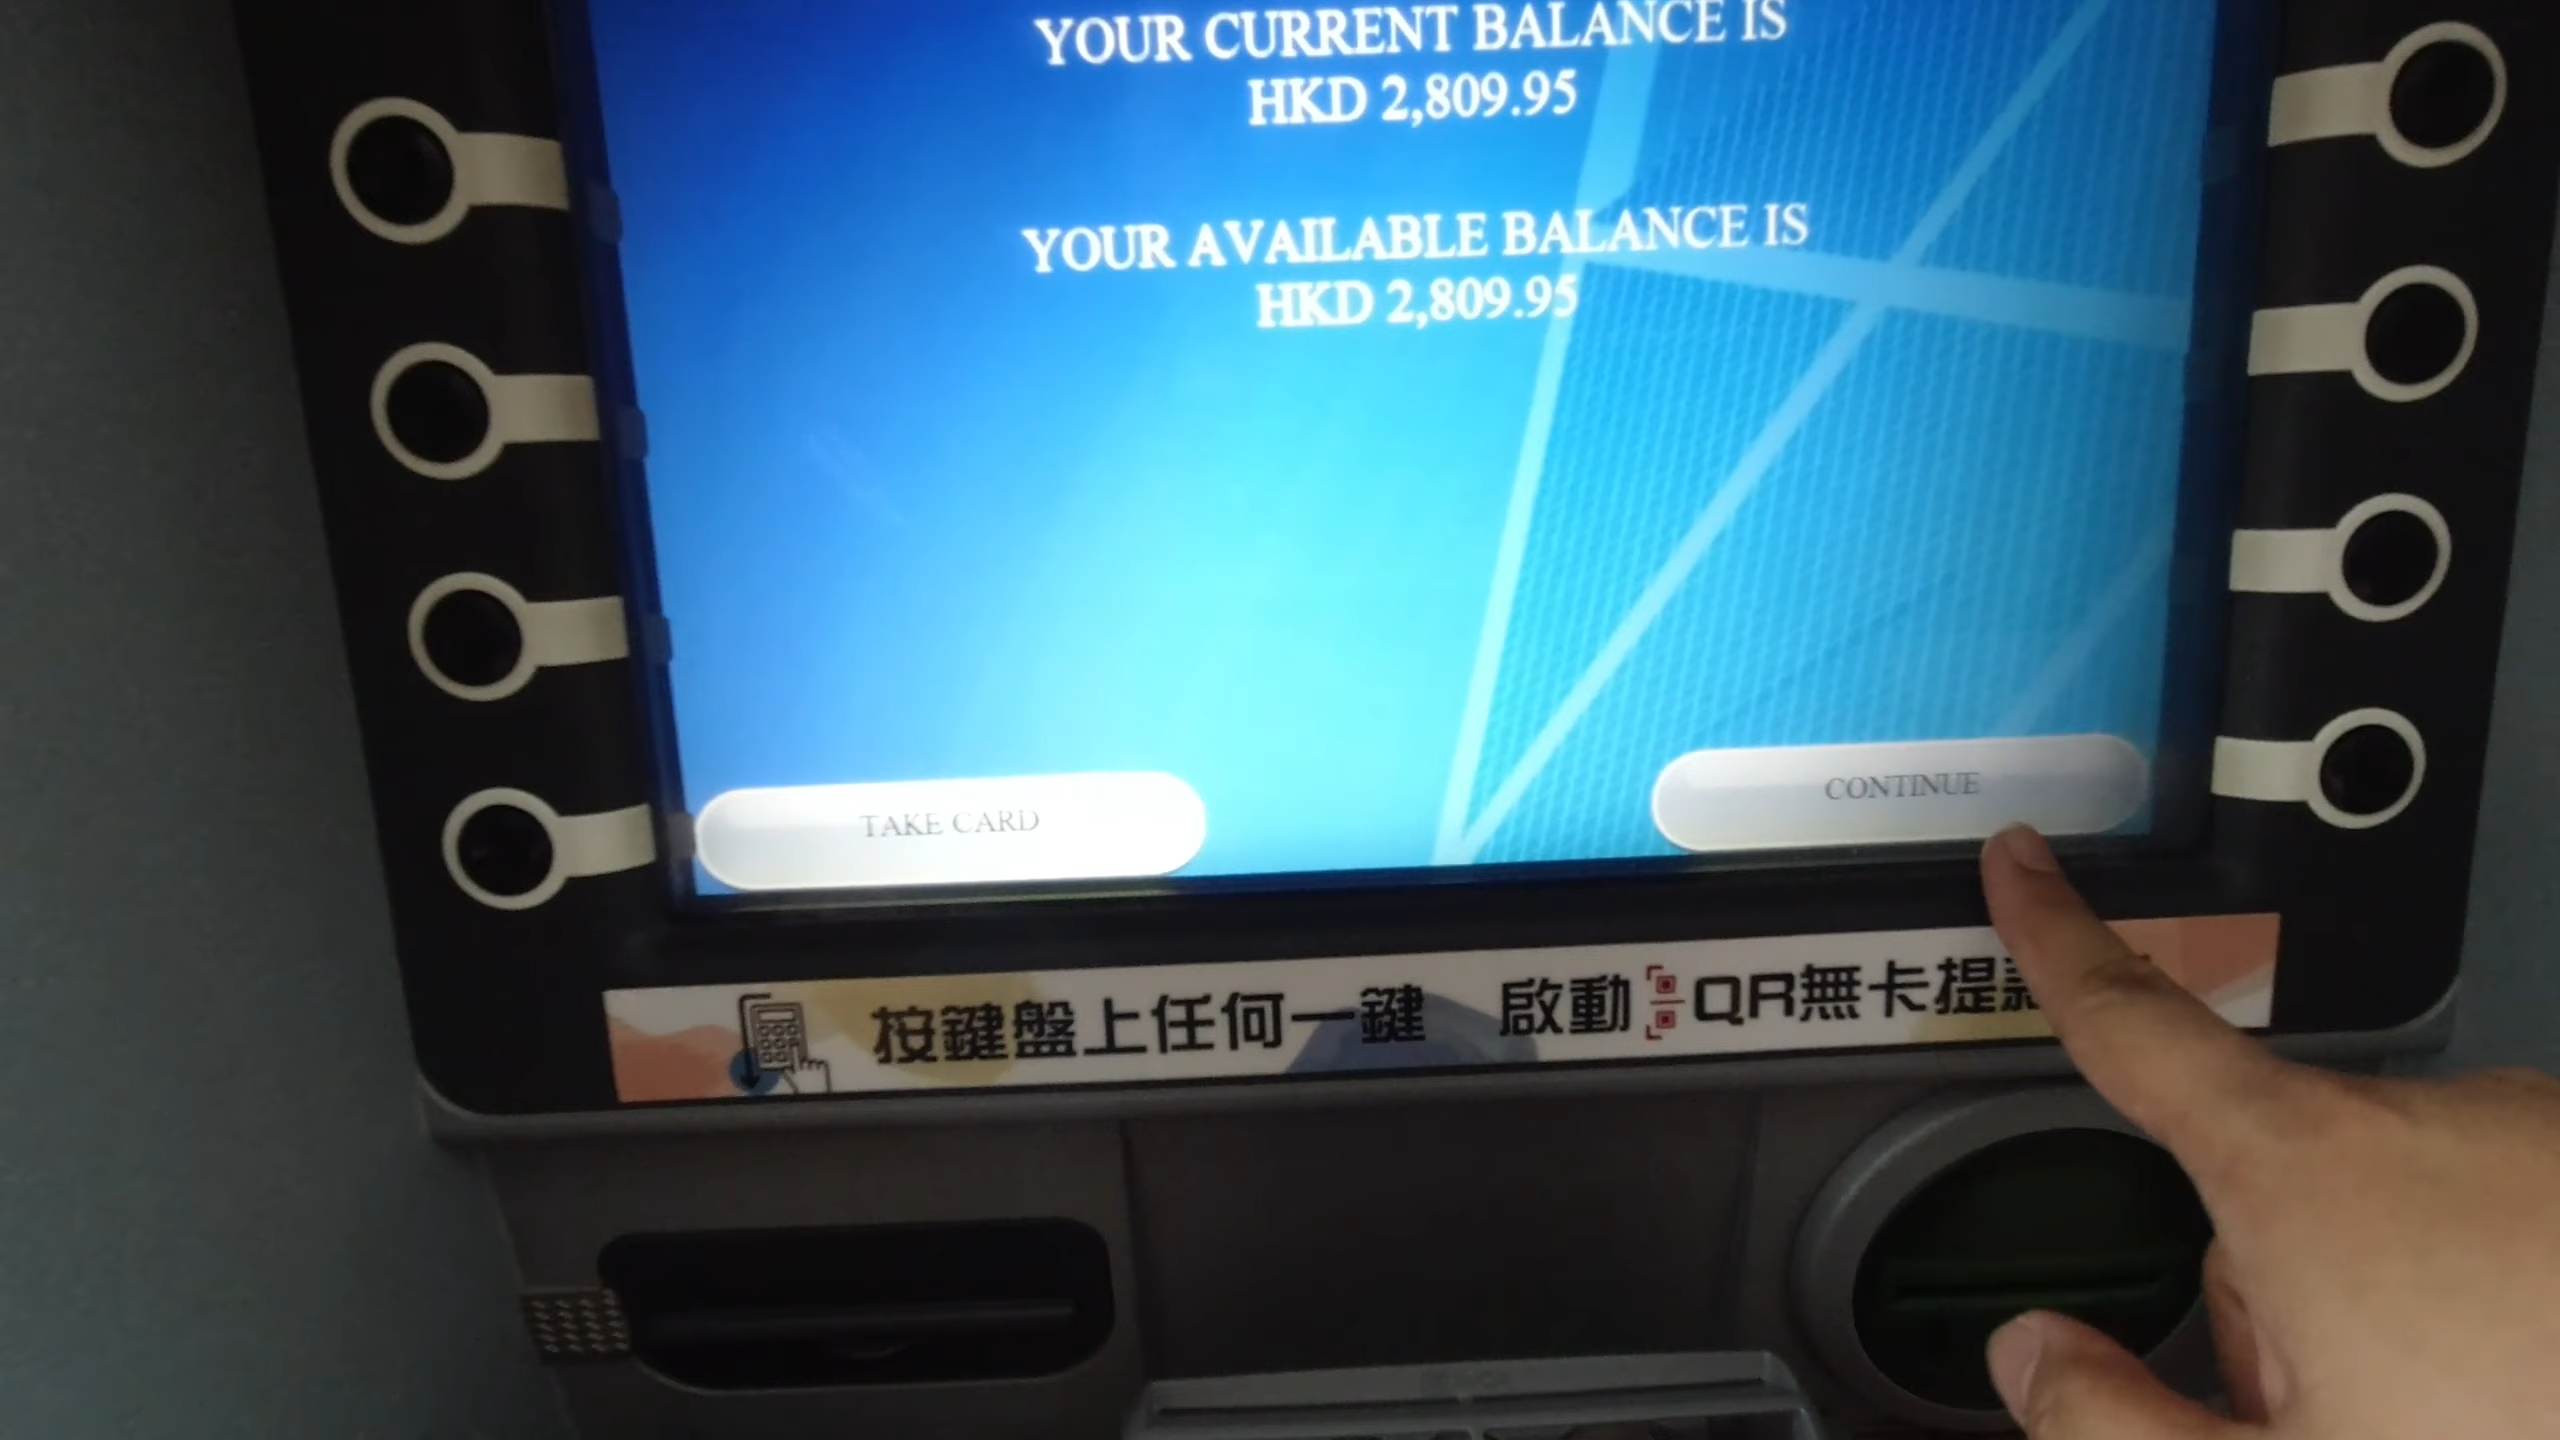 YOUR CURRENT BALANCE IS
HKD 2,809.95
YOUR AVAILABLE BALANCE IS
HKD 2,809.95
TAKE CARD
CONTINUE
按鍵盤上任何一鍵 啟動 QR無卡提